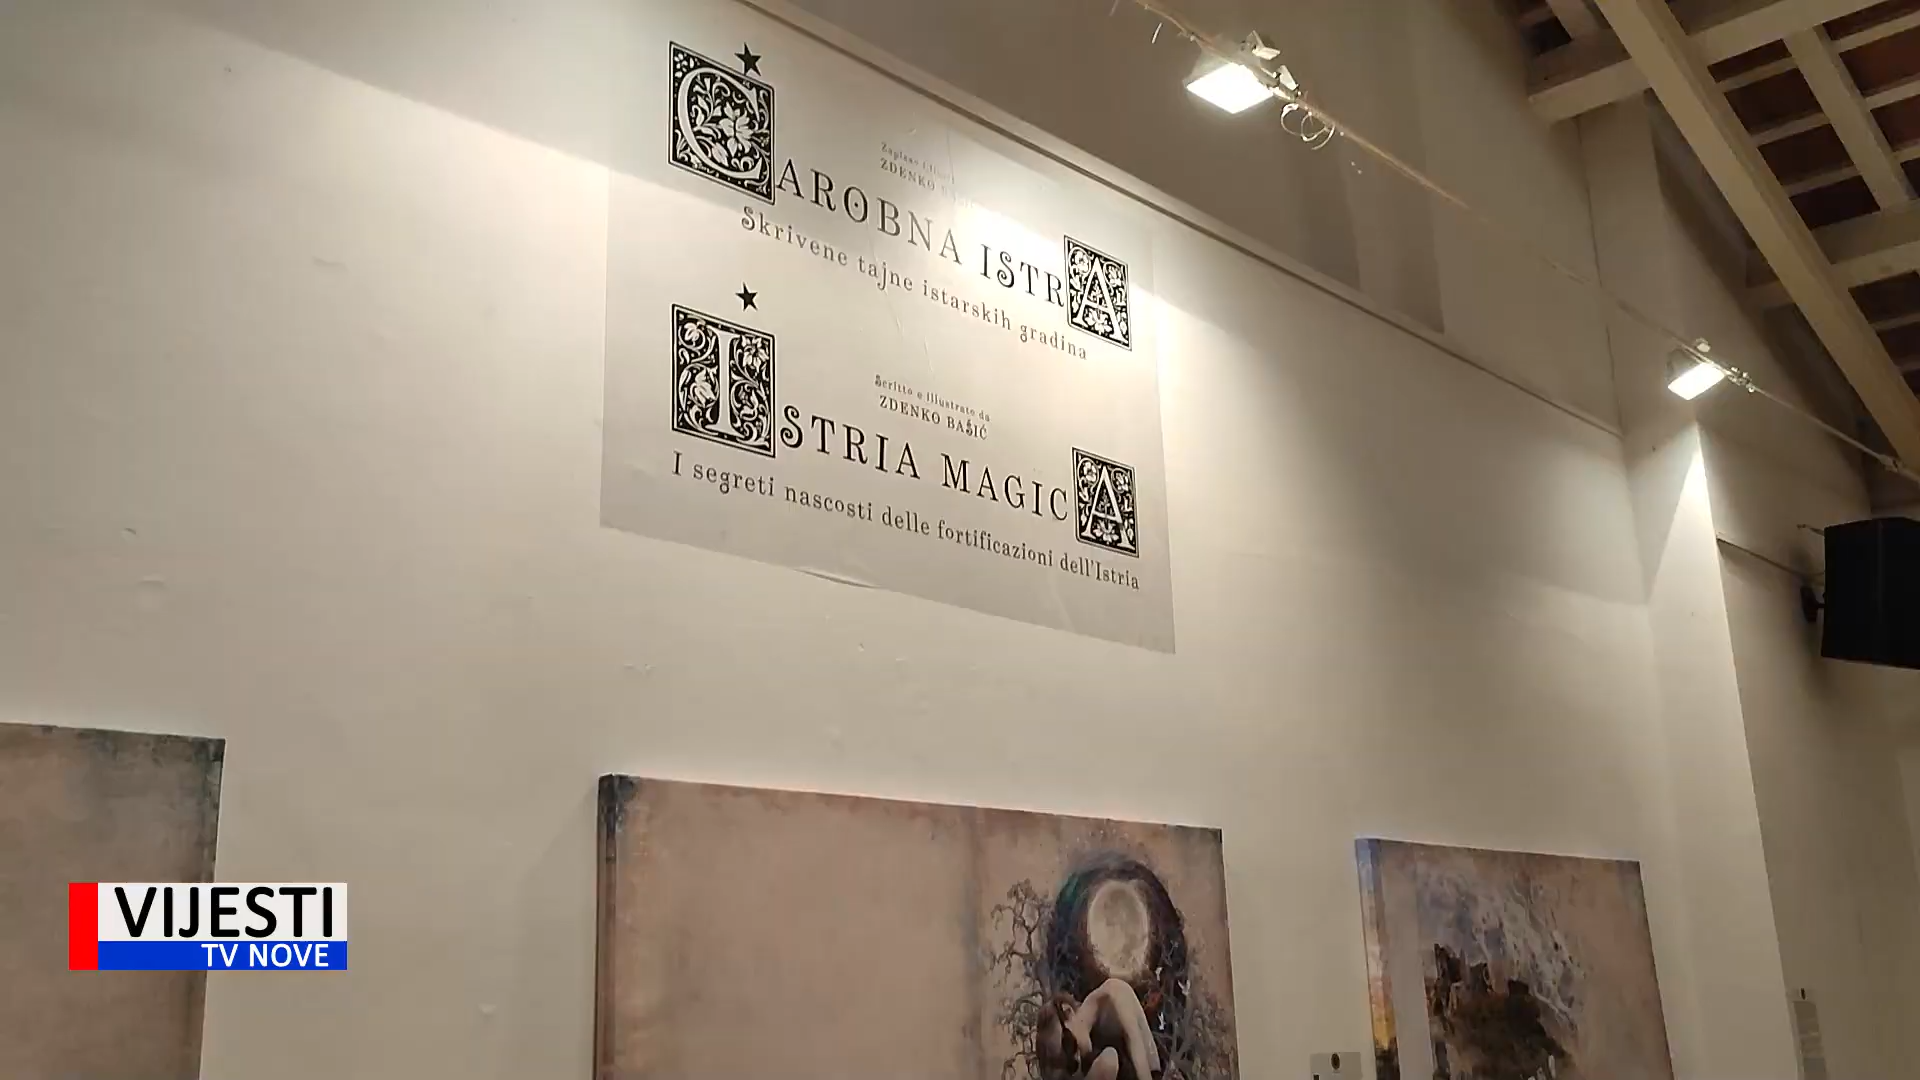 ZDENKO
ČAROBNA ISTRA
Skrivene tajne istarskih gradina
Scritto e illustrato da
ZDENKO BAŠIĆ
ISTRIA MAGICA
I segreti nascosti delle fortificazioni dell'Istria
VIJESTI
TV NOVE